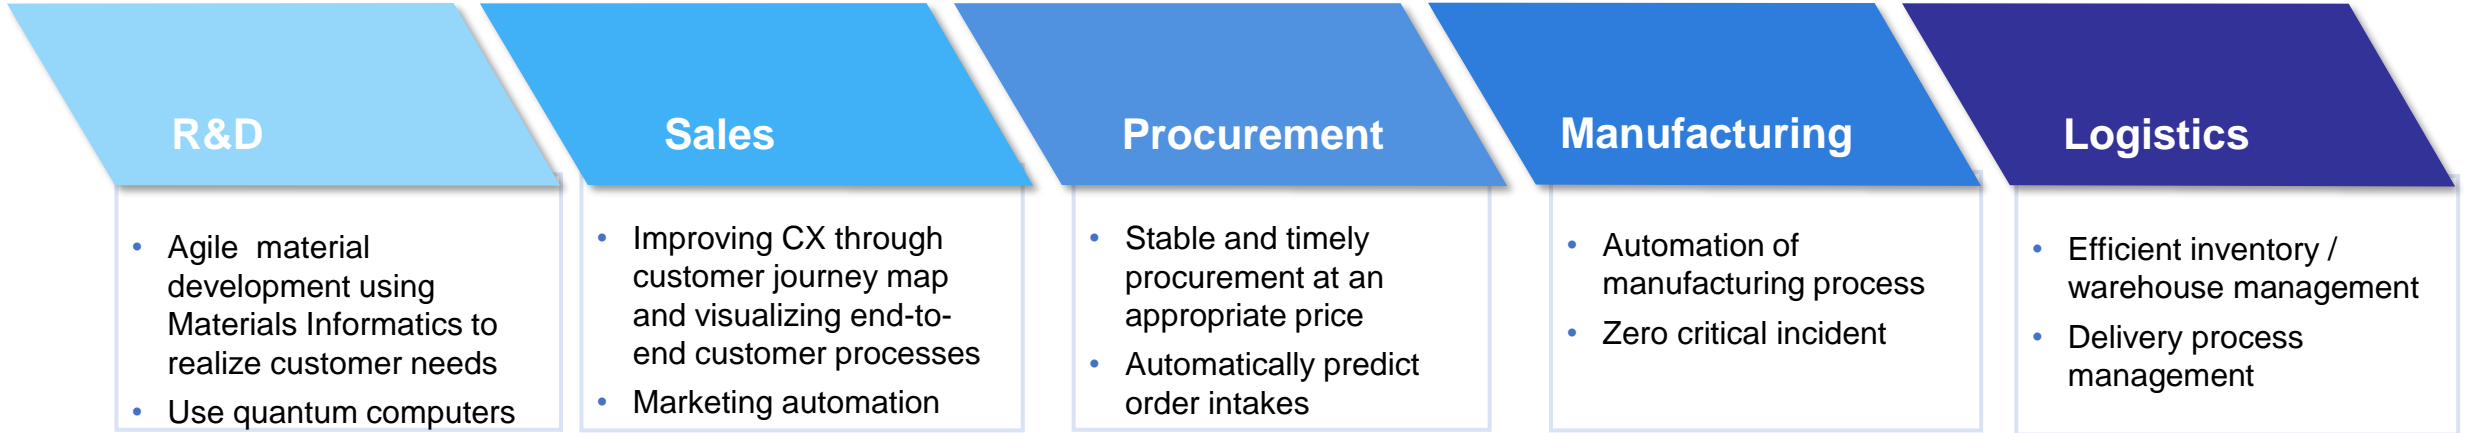 R&D
• Agile material
development using
Materials Informatics to
realize customer needs
• Use quantum computers
Sales
• Improving CX through
customer journey map
and visualizing end-to-
end customer processes
• Marketing automation
Procurement
• Stable and timely
procurement at an
appropriate price
• Automatically predict
order intakes
Manufacturing
• Automation of
manufacturing process
• Zero critical incident
Logistics
• Efficient inventory /
warehouse management
• Delivery process
management